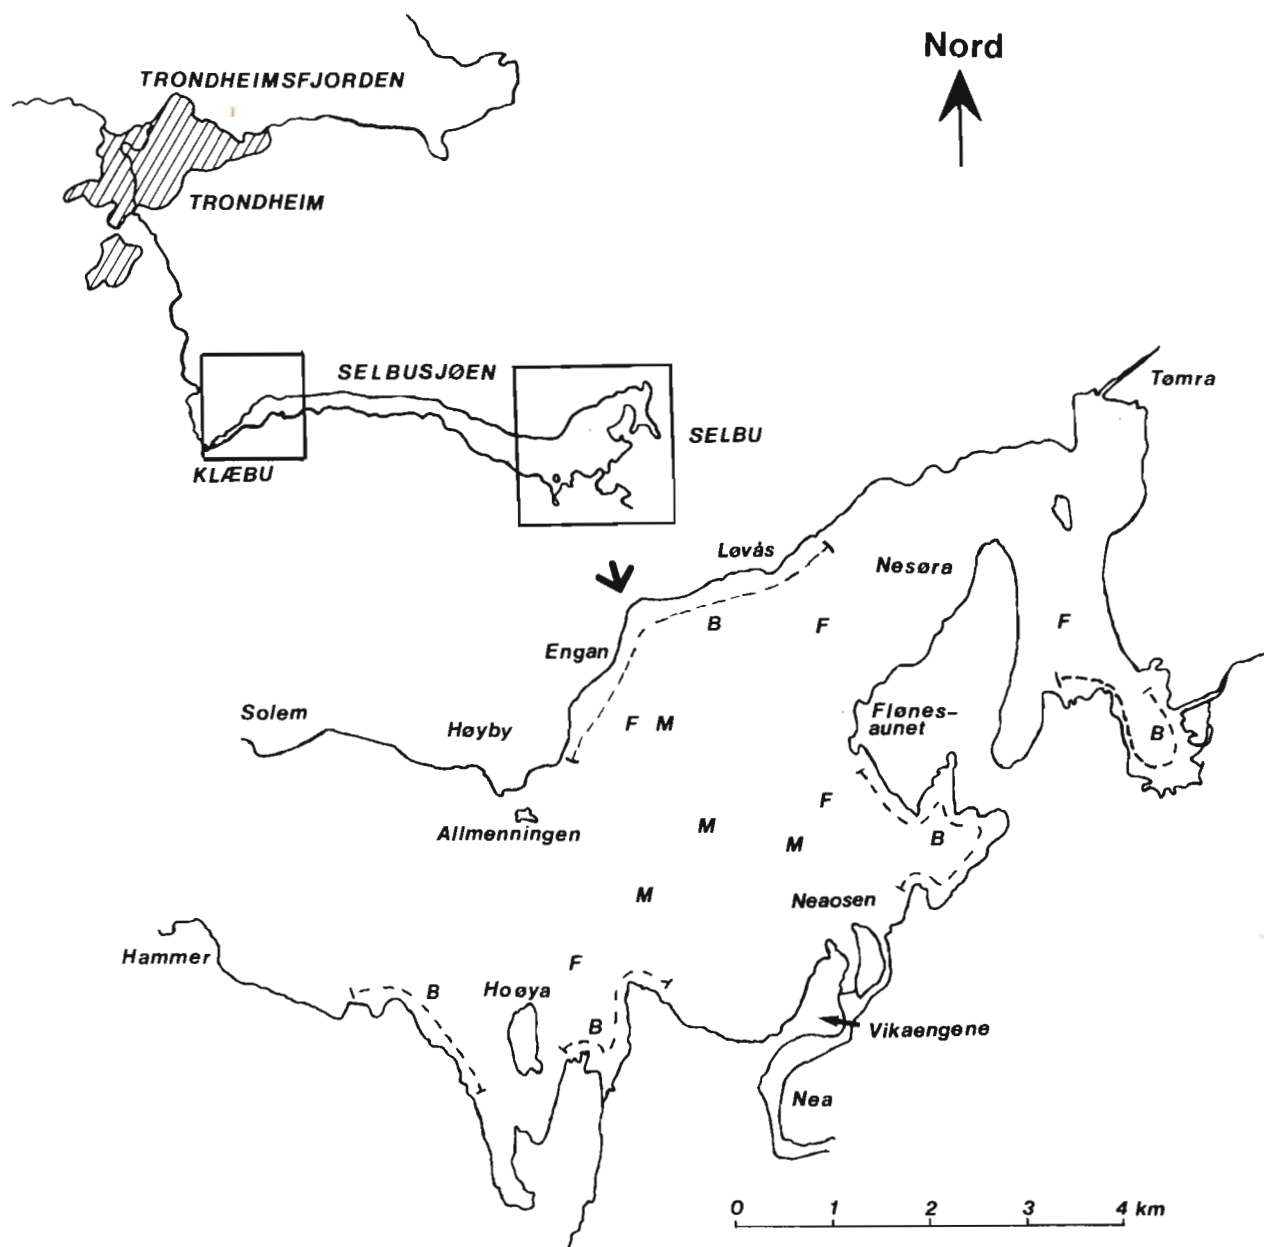 Nord
TRONDHEIMSFJORDEN
TRONDHEIM
SELBUSJØEN
SELBU
KLÆBU
Tømra
Løvås
Nesøra
B
F
F
Engan
Solem
Høyby
F M
Flønes-
aunet
B
F
Allmenningen
M
M
B
M
Neaosen
Hammer
F
B
Hoøya
B
Vikaengene
Nea
0 1 2 4 km